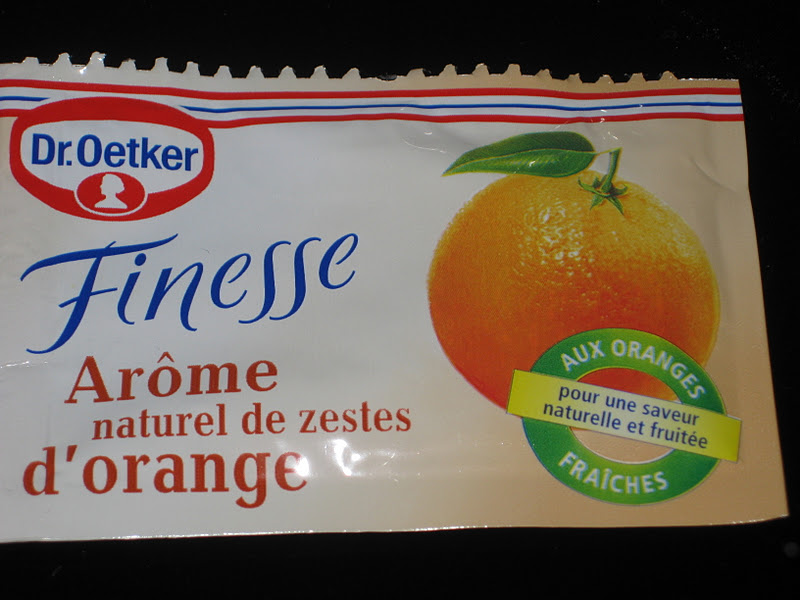 Dr.Oetker
Finesse
Arôme
naturel de zestes
d'orange
AUX ORANGES
pour une saveur
naturelle et fruitée
FRAÎCHES